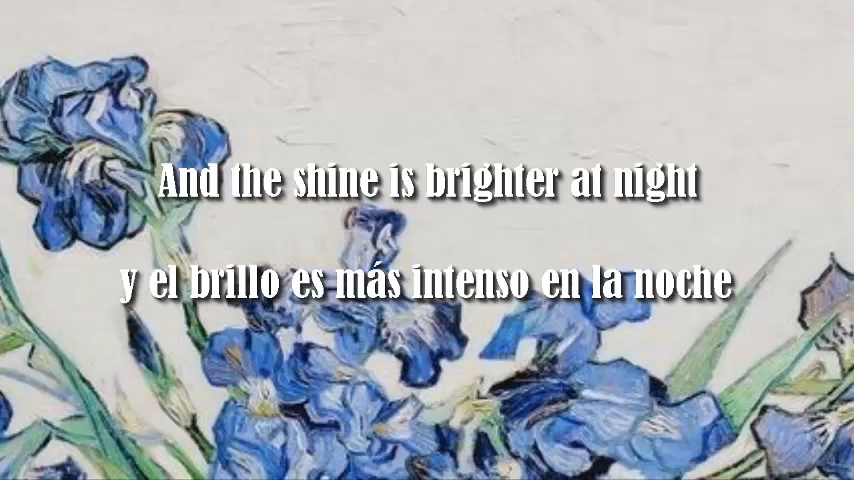 And the shine is brighter at night
y el brillo es más intenso en la noche